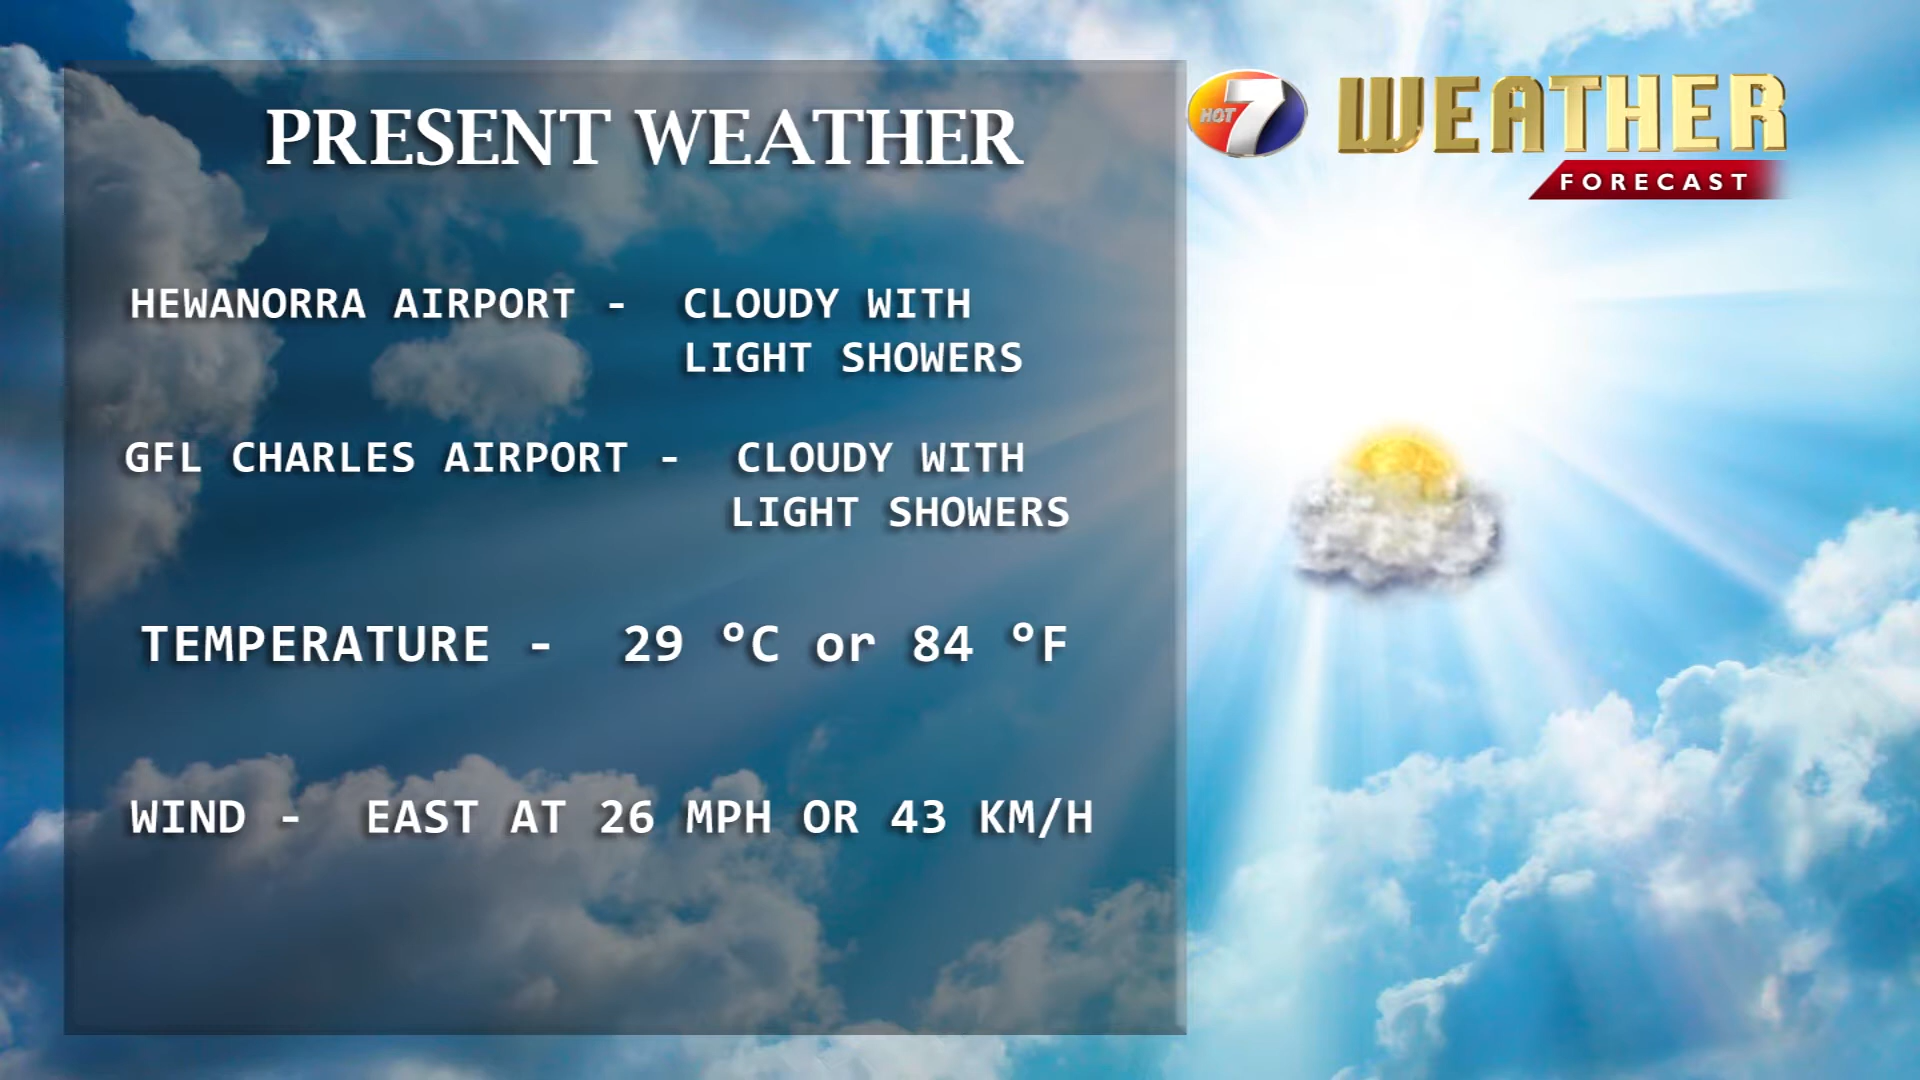 PRESENT WEATHER
HEWANORRA AIRPORT - CLOUDY WITH
LIGHT SHOWERS
GFL CHARLES AIRPORT - CLOUDY WITH
LIGHT SHOWERS
TEMPERATURE - 29 °C or 84 °F
WIND - EAST AT 26 MPH OR 43 KM/H
HOT 7
WEATHER
FORECAST